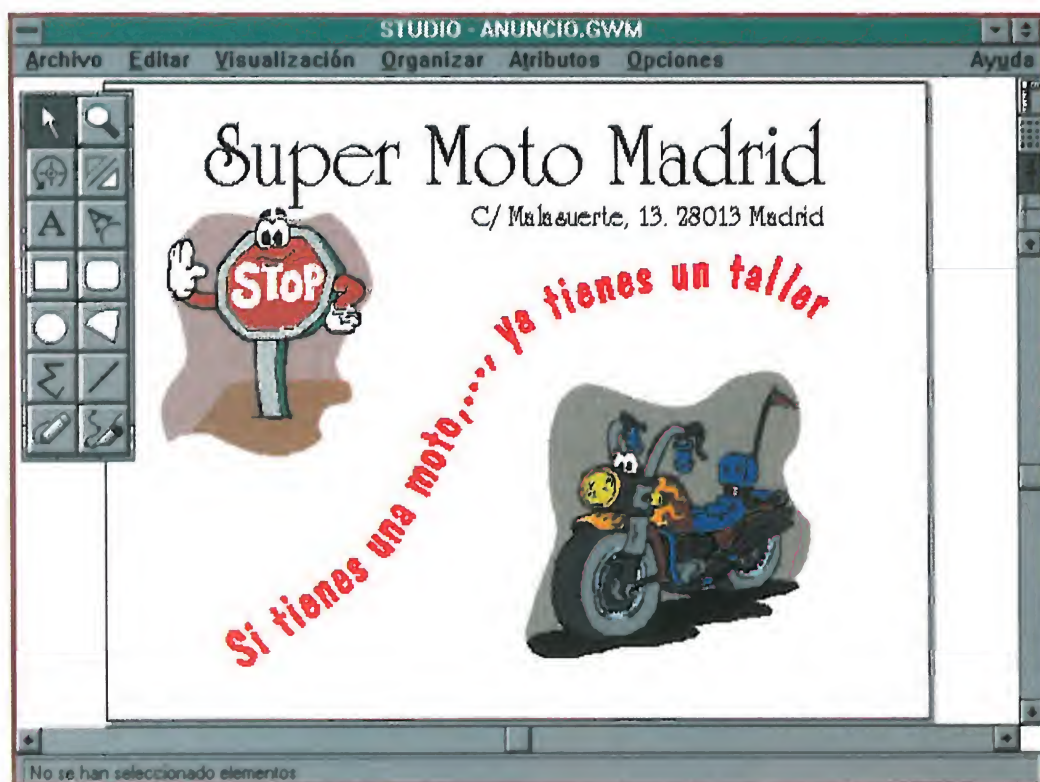 STUDIO - ANUNCIO.GWM
Archivo Editar Visualización Organizar Atributos Opciones Ayuda
A
Super Moto Madrid
C/ Malasuerte, 13. 28013 Madrid
STOP
Si tienes una moto,.... ya tienes un taller
No se han seleccionado elementos